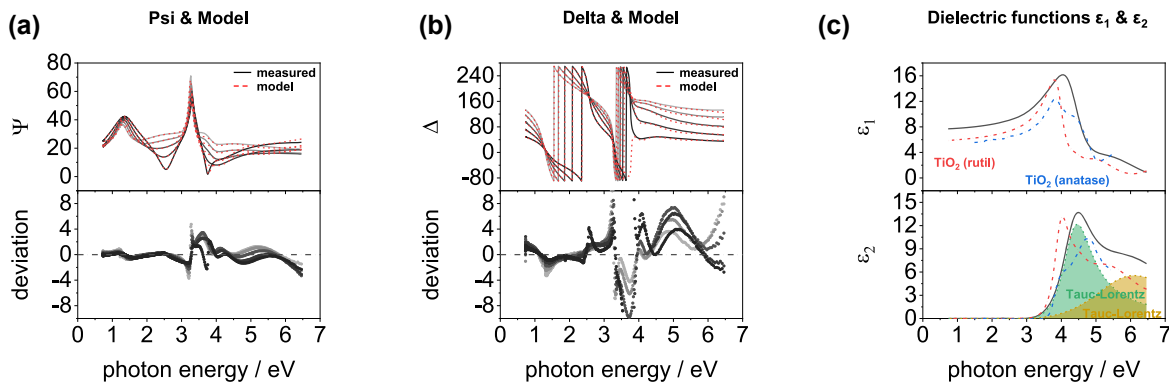 (a)
Psi & Model
80
60
40
20
0
Ψ
measured
model
8
4
0
-4
-8
deviation
0 1 2 3 4 5 6 7
photon energy / eV
(b)
Delta & Model
240
160
80
0
-80
Δ
measured
model
8
4
0
-4
-8
deviation
0 1 2 3 4 5 6 7
photon energy / eV
(c)
Dielectric functions ε₁ & ε₂
16
12
8
4
0
ε₁
TiO₂ (rutil)
TiO₂ (anatase)
12
9
6
3
0
ε₂
Tauc-Lorentz
Tauc-Lorentz
0 1 2 3 4 5 6 7
photon energy / eV